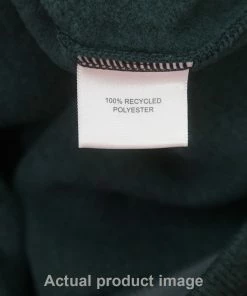 100% RECYCLED
POLYESTER
Actual product image